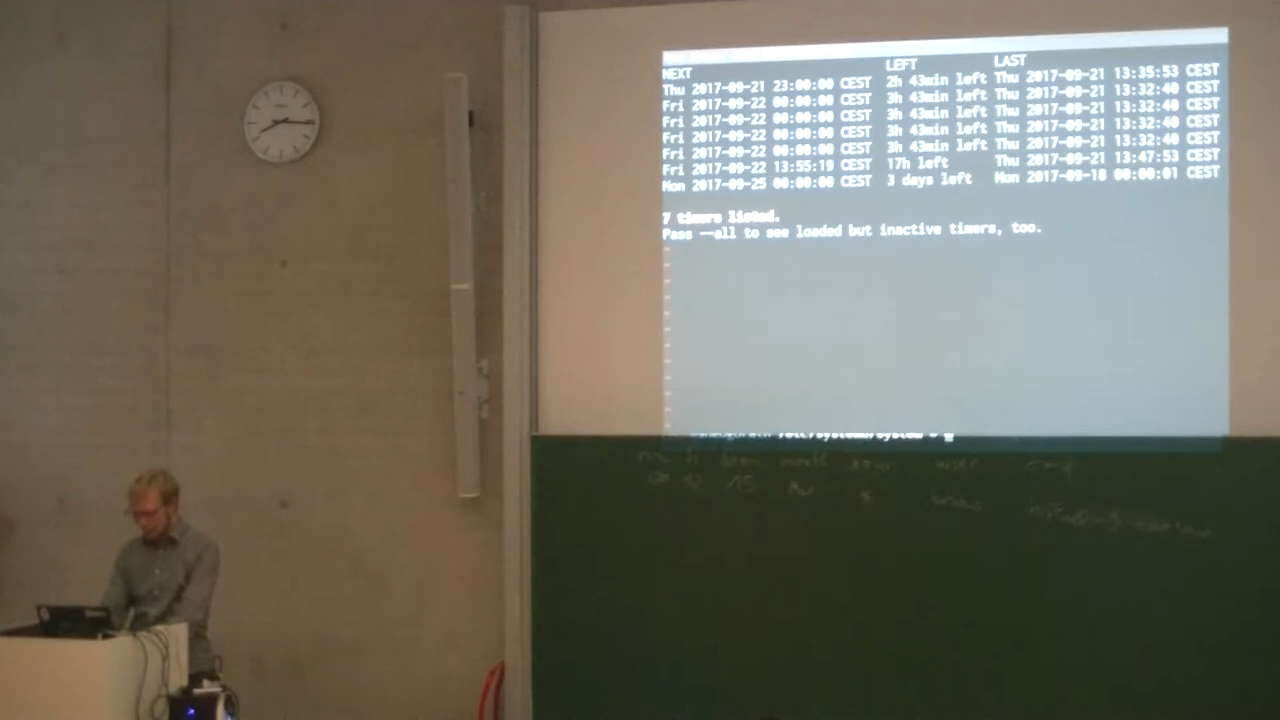 NEXT LEFT LAST
Thu 2017-09-21 23:00:00 CEST 2h 43min left Thu 2017-09-21 13:35:53 CEST
Fri 2017-09-22 00:00:00 CEST 3h 43min left Thu 2017-09-21 13:32:40 CEST
Fri 2017-09-22 00:00:00 CEST 3h 43min left Thu 2017-09-21 13:32:40 CEST
Fri 2017-09-22 00:00:00 CEST 3h 43min left Thu 2017-09-21 13:32:40 CEST
Fri 2017-09-22 00:00:00 CEST 3h 43min left Thu 2017-09-21 13:32:40 CEST
Fri 2017-09-22 13:55:19 CEST 17h left Thu 2017-09-21 13:47:53 CEST
Mon 2017-09-25 00:00:00 CEST 3 days left Mon 2017-09-18 00:00:01 CEST
7 timers listed.
Pass --all to see loaded but inactive timers, too.
/etc/systemd/system
15